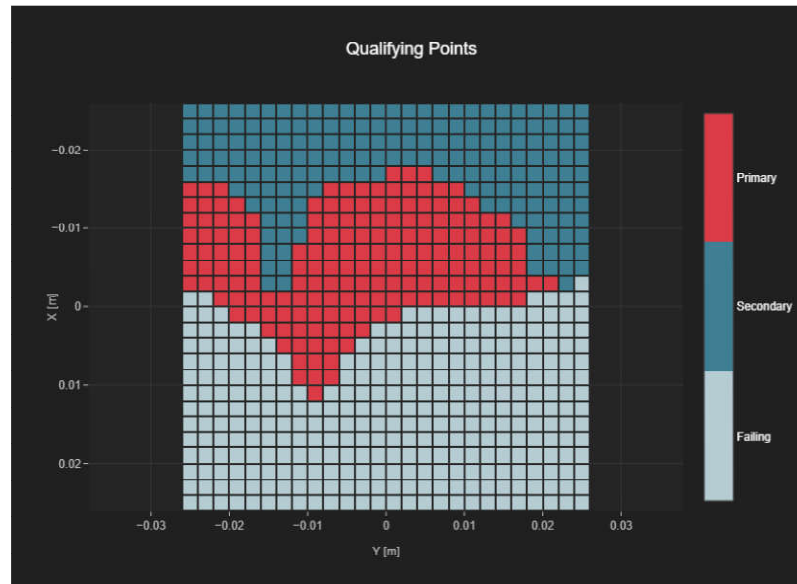 Qualifying Points
−0.02
−0.01
0
0.01
0.02
X [m]
−0.03
−0.02
−0.01
0
0.01
0.02
0.03
Y [m]
Primary
Secondary
Failing